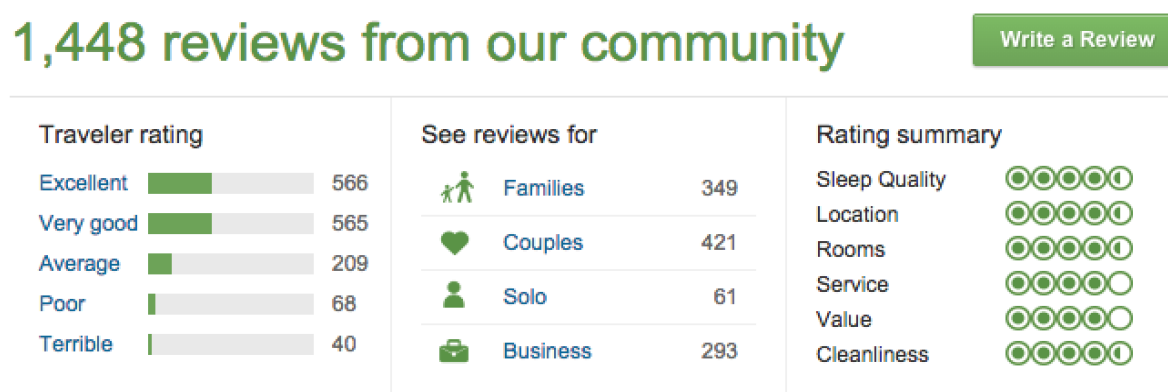 1,448 reviews from our community
Write a Review
Traveler rating
Excellent 566
Very good 565
Average 209
Poor 68
Terrible 40
See reviews for
Families 349
Couples 421
Solo 61
Business 293
Rating summary
Sleep Quality
Location
Rooms
Service
Value
Cleanliness